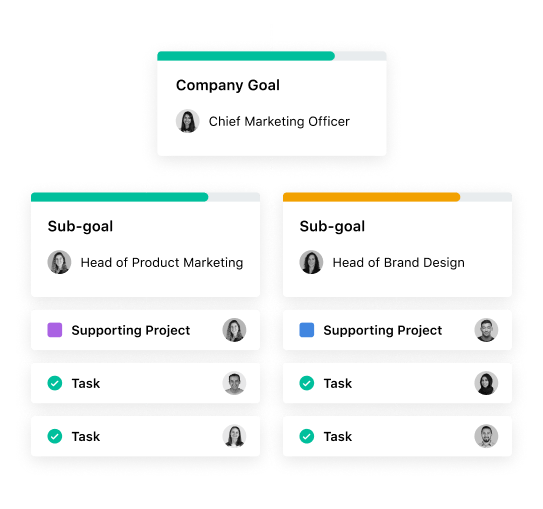 Company Goal
Chief Marketing Officer
Sub-goal
Head of Product Marketing
Supporting Project
Task
Task
Sub-goal
Head of Brand Design
Supporting Project
Task
Task